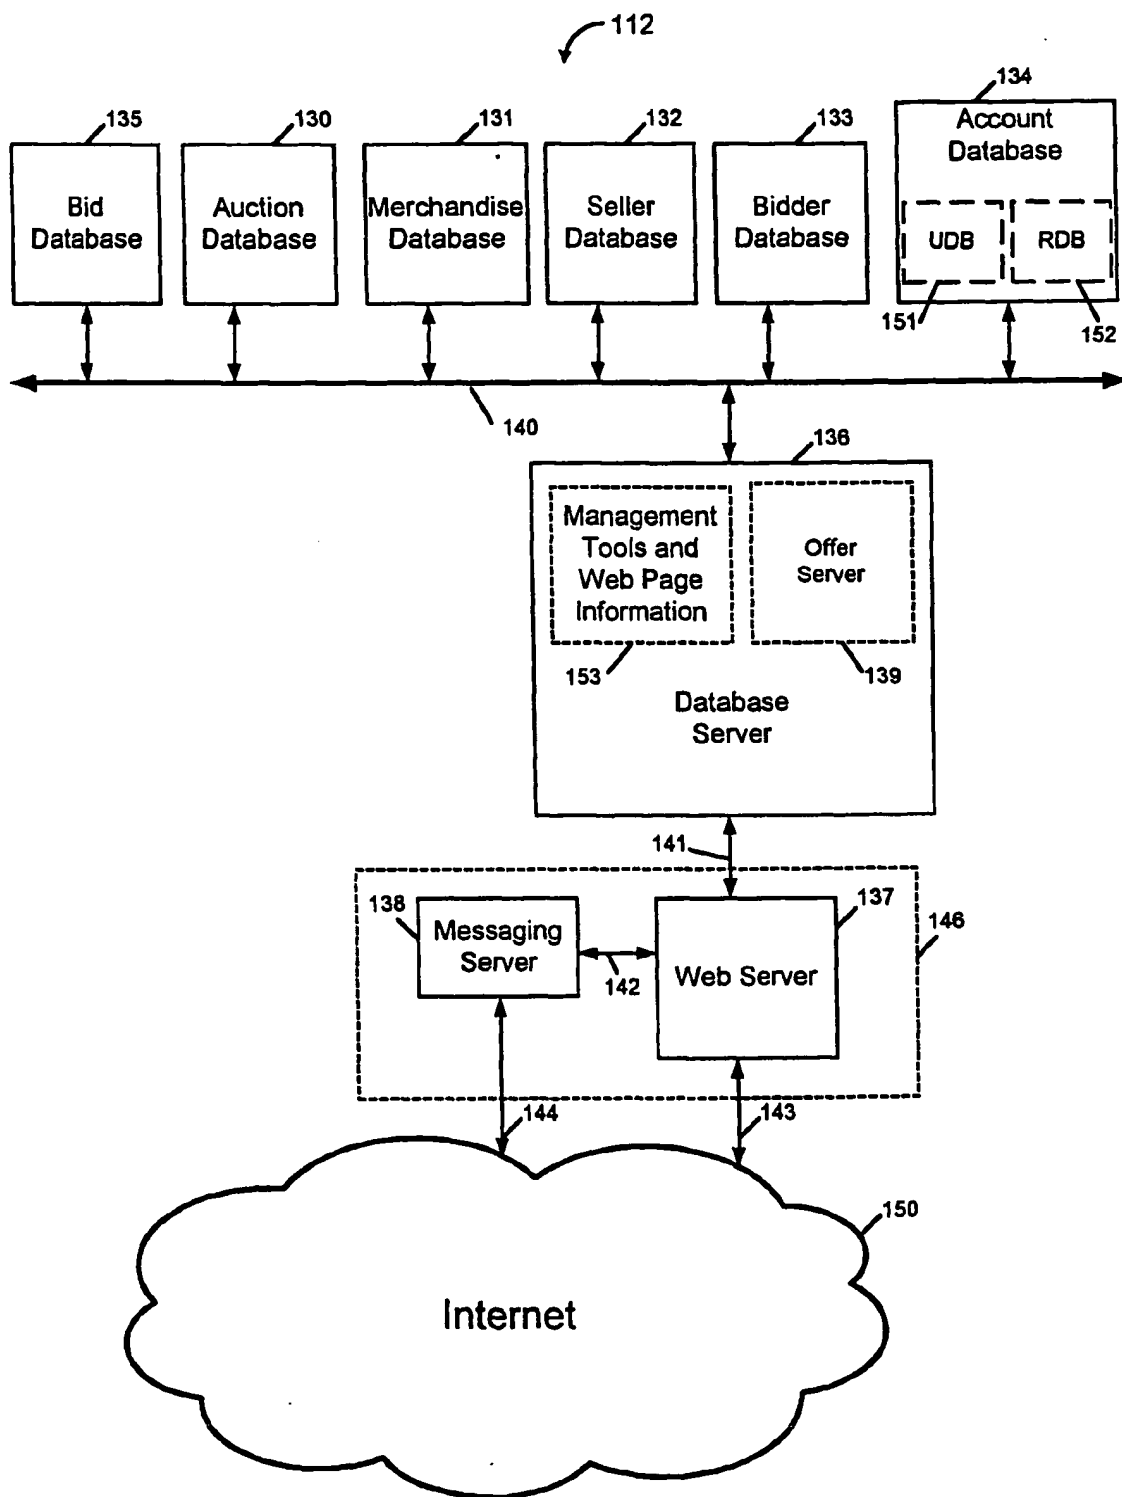 112
135
130
131
132
133
134
Bid
Database
Auction
Database
Merchandise
Database
Seller
Database
Bidder
Database
Account
Database
UDB
RDB
151
152
140
136
Management
Tools and
Web Page
Information
Offer
Server
153
139
Database
Server
141
138
Messaging
Server
142
137
Web Server
146
144
143
150
Internet